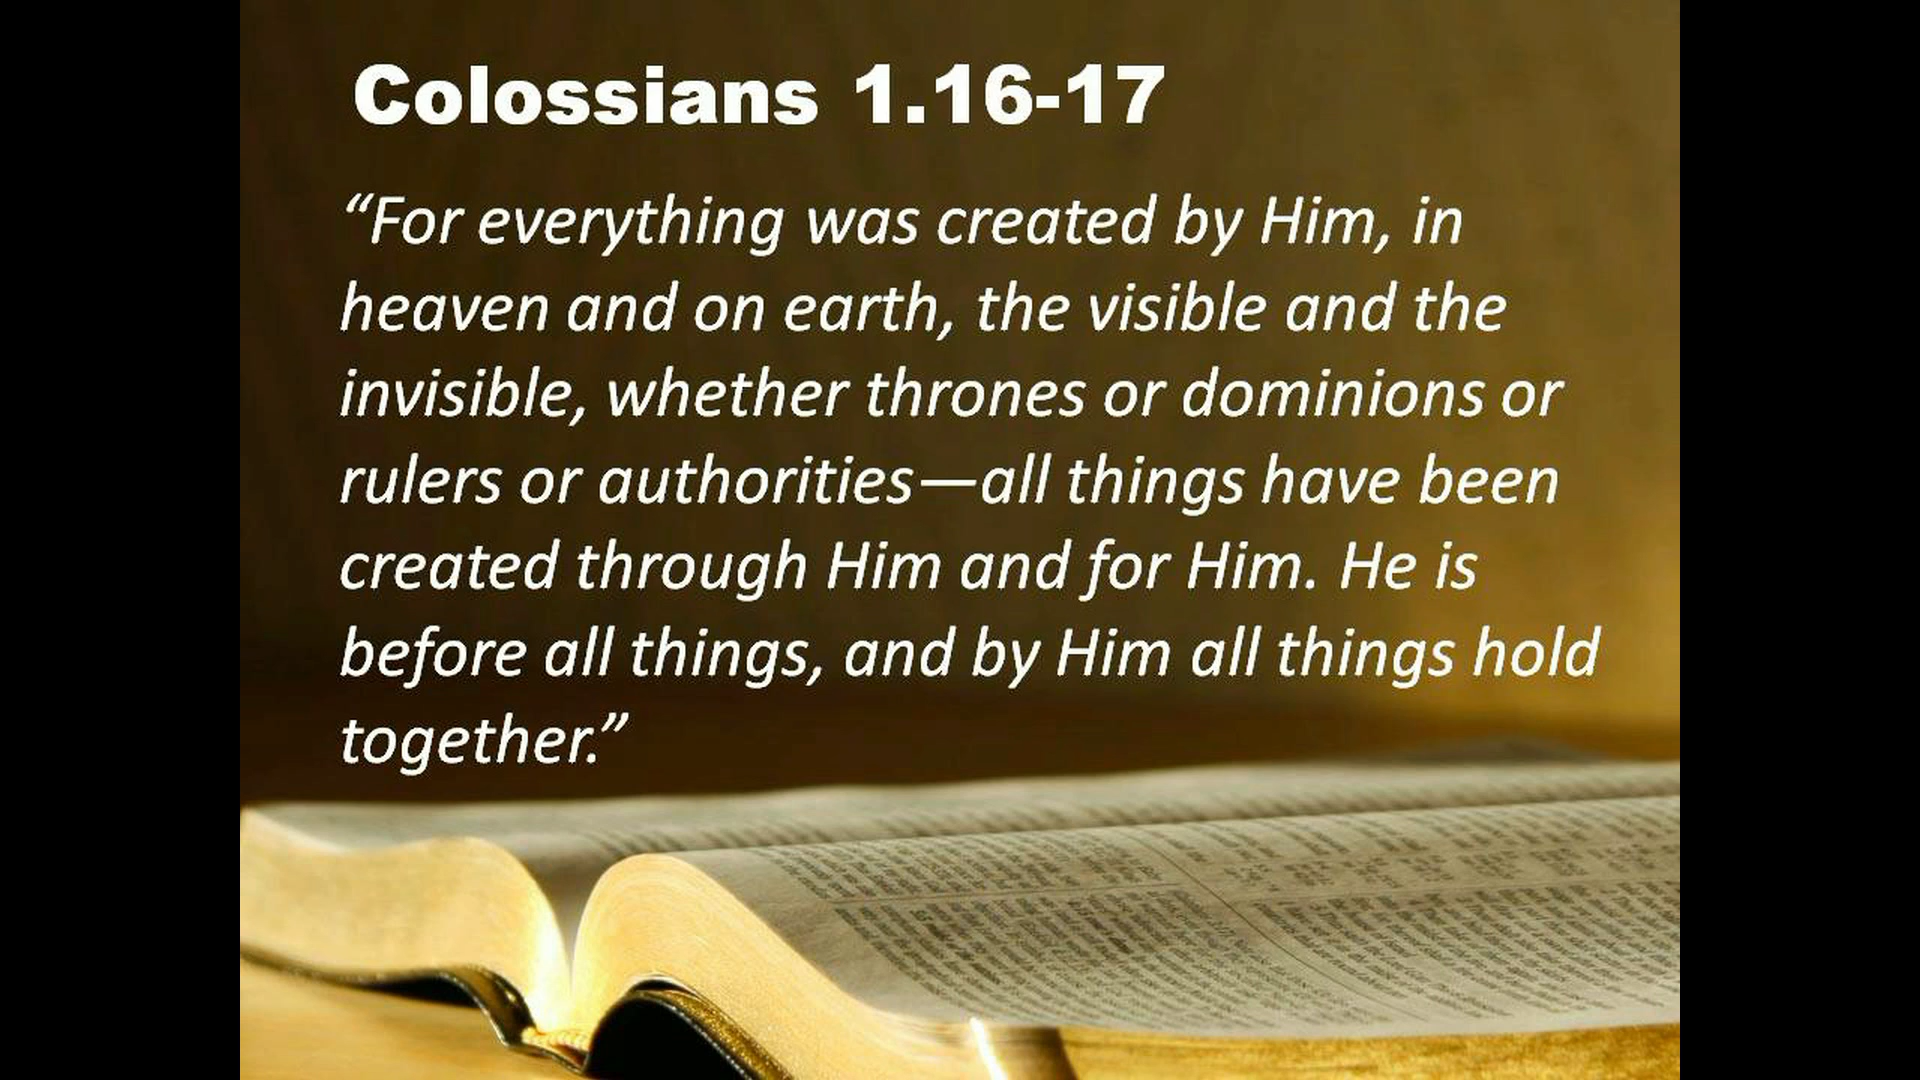 Colossians 1.16-17
“For everything was created by Him, in
heaven and on earth, the visible and the
invisible, whether thrones or dominions or
rulers or authorities—all things have been
created through Him and for Him. He is
before all things, and by Him all things hold
together.”